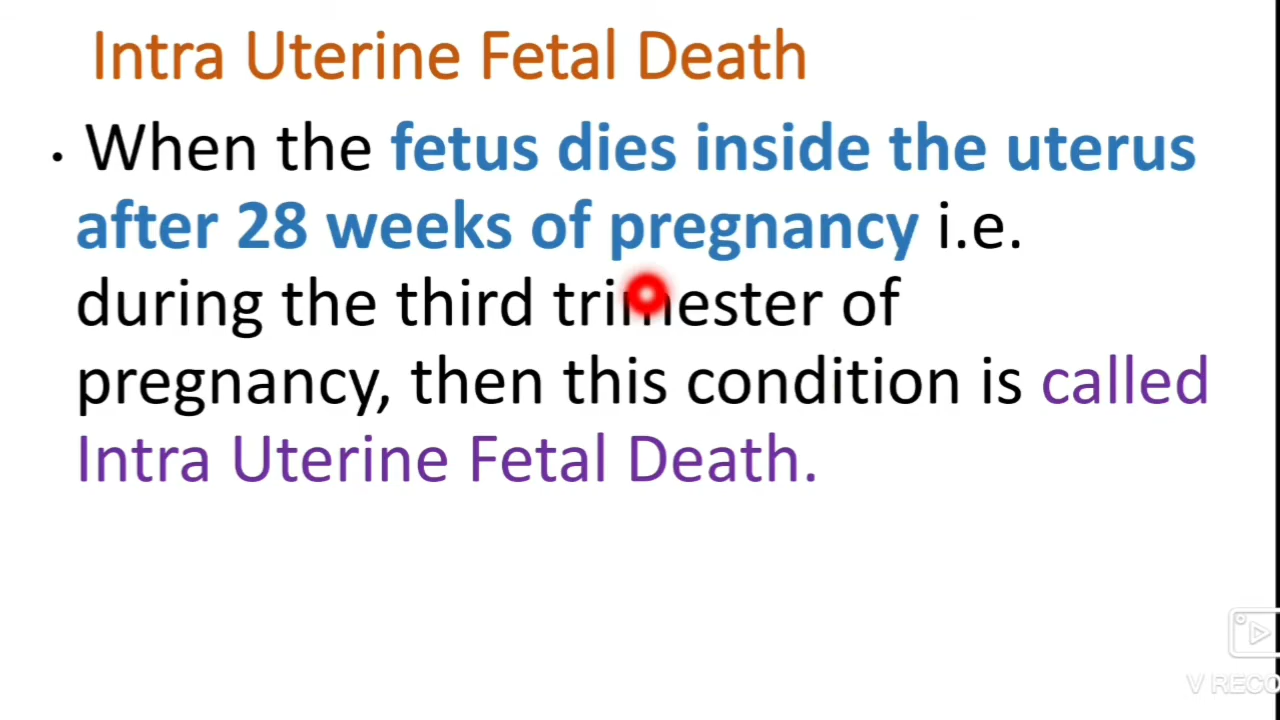 Intra Uterine Fetal Death
• When the fetus dies inside the uterus
after 28 weeks of pregnancy i.e.
during the third trimester of
pregnancy, then this condition is called
Intra Uterine Fetal Death.
V RECO